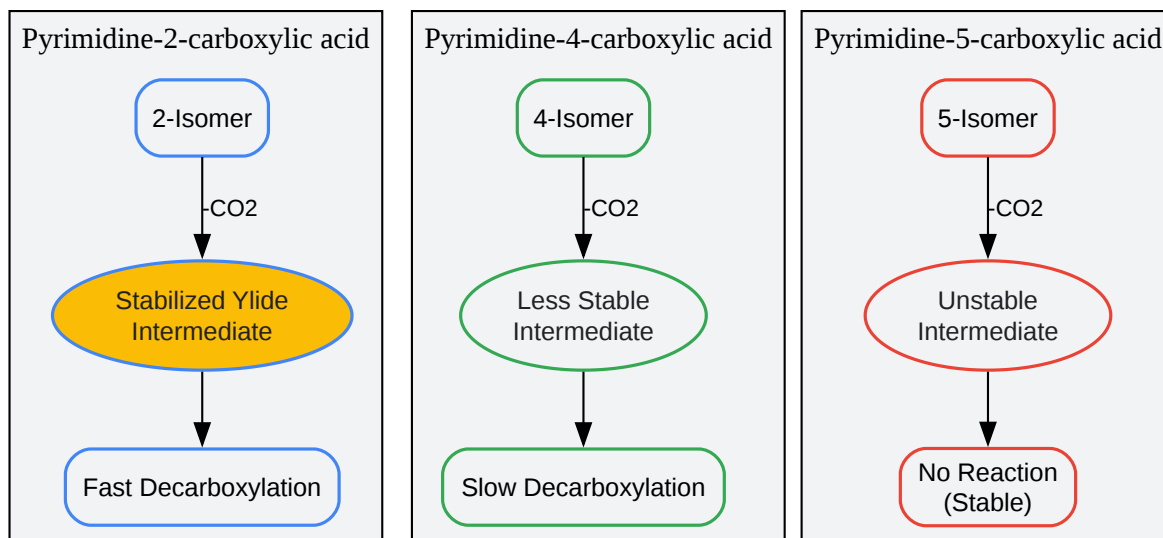 Pyrimidine-2-carboxylic acid
2-Isomer
-CO2
Stabilized Ylide
Intermediate
Fast Decarboxylation
Pyrimidine-4-carboxylic acid
4-Isomer
-CO2
Less Stable
Intermediate
Slow Decarboxylation
Pyrimidine-5-carboxylic acid
5-Isomer
-CO2
Unstable
Intermediate
No Reaction
(Stable)